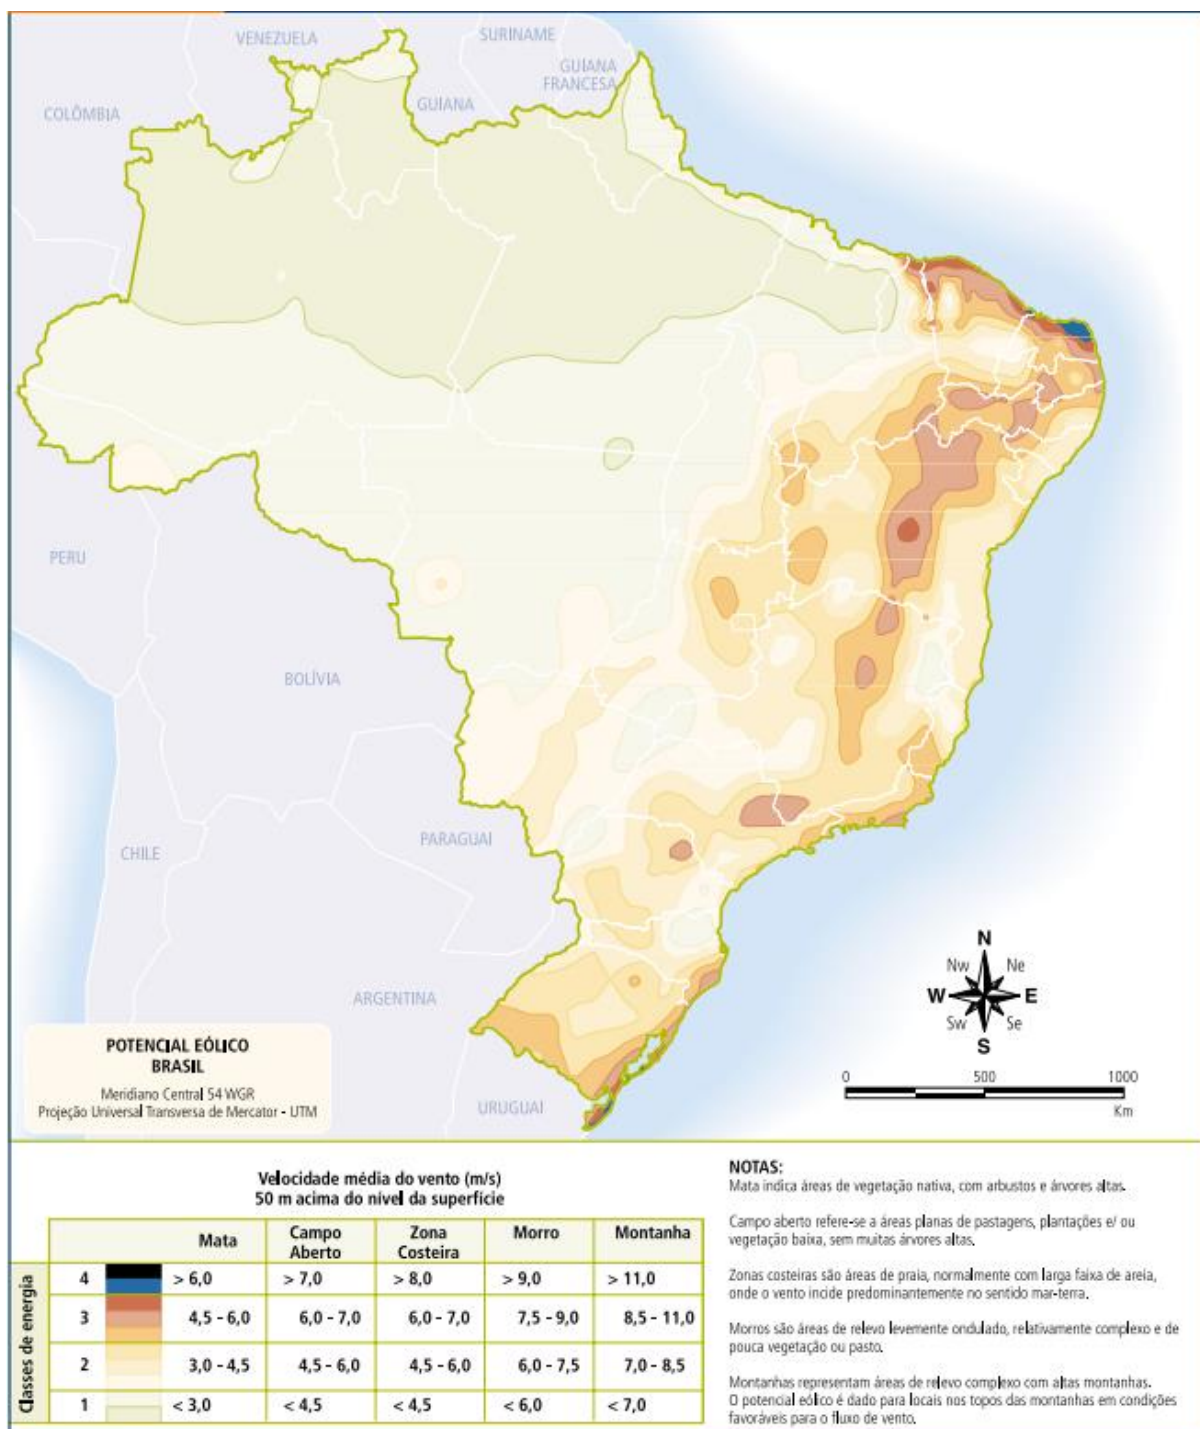 VENEZUELA
SURINAME
GUIANA
FRANCESA
COLÔMBIA
GUIANA
PERU
BOLÍVIA
PARAGUAI
CHILE
ARGENTINA
URUGUAI
N
Nw Ne
W E
Sw Se
S
0 500 1000
Km
POTENCIAL EÓLICO
BRASIL
Meridiano Central 54 WGR
Projeção Universal Transversa de Mercator - UTM
Velocidade média do vento (m/s)
50 m acima do nível da superfície
Mata Campo Aberto Zona Costeira Morro Montanha
Classes de energia
4 > 6,0 > 7,0 > 8,0 > 9,0 > 11,0
3 4,5 - 6,0 6,0 - 7,0 6,0 - 7,0 7,5 - 9,0 8,5 - 11,0
2 3,0 - 4,5 4,5 - 6,0 4,5 - 6,0 6,0 - 7,5 7,0 - 8,5
1 < 3,0 < 4,5 < 4,5 < 6,0 < 7,0
NOTAS:
Mata indica áreas de vegetação nativa, com arbustos e árvores altas.
Campo aberto refere-se a áreas planas de pastagens, plantações e/ ou
vegetação baixa, sem muitas árvores altas.
Zonas costeiras são áreas de praia, normalmente com larga faixa de areia,
onde o vento incide predominantemente no sentido mar-terra.
Morros são áreas de relevo levemente ondulado, relativamente complexo e de
pouca vegetação ou pasto.
Montanhas representam áreas de relevo complexo com altas montanhas.
O potencial eólico é dado para locais nos topos das montanhas em condições
favoráveis para o fluxo de vento.